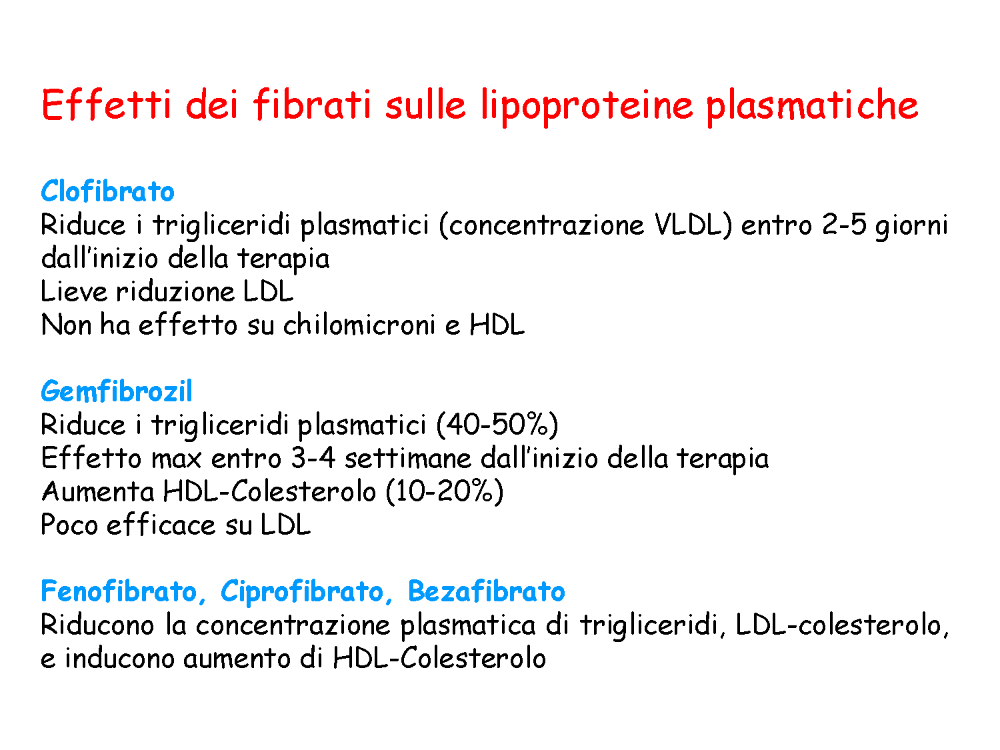 Effetti dei fibrati sulle lipoproteine plasmatiche
Clofibrato
Riduce i trigliceridi plasmatici (concentrazione VLDL) entro 2-5 giorni
dall’inizio della terapia
Lieve riduzione LDL
Non ha effetto su chilomicroni e HDL
Gemfibrozil
Riduce i trigliceridi plasmatici (40-50%)
Effetto max entro 3-4 settimane dall’inizio della terapia
Aumenta HDL-Colesterolo (10-20%)
Poco efficace su LDL
Fenofibrato, Ciprofibrato, Bezafibrato
Riducono la concentrazione plasmatica di trigliceridi, LDL-colesterolo,
e inducono aumento di HDL-Colesterolo